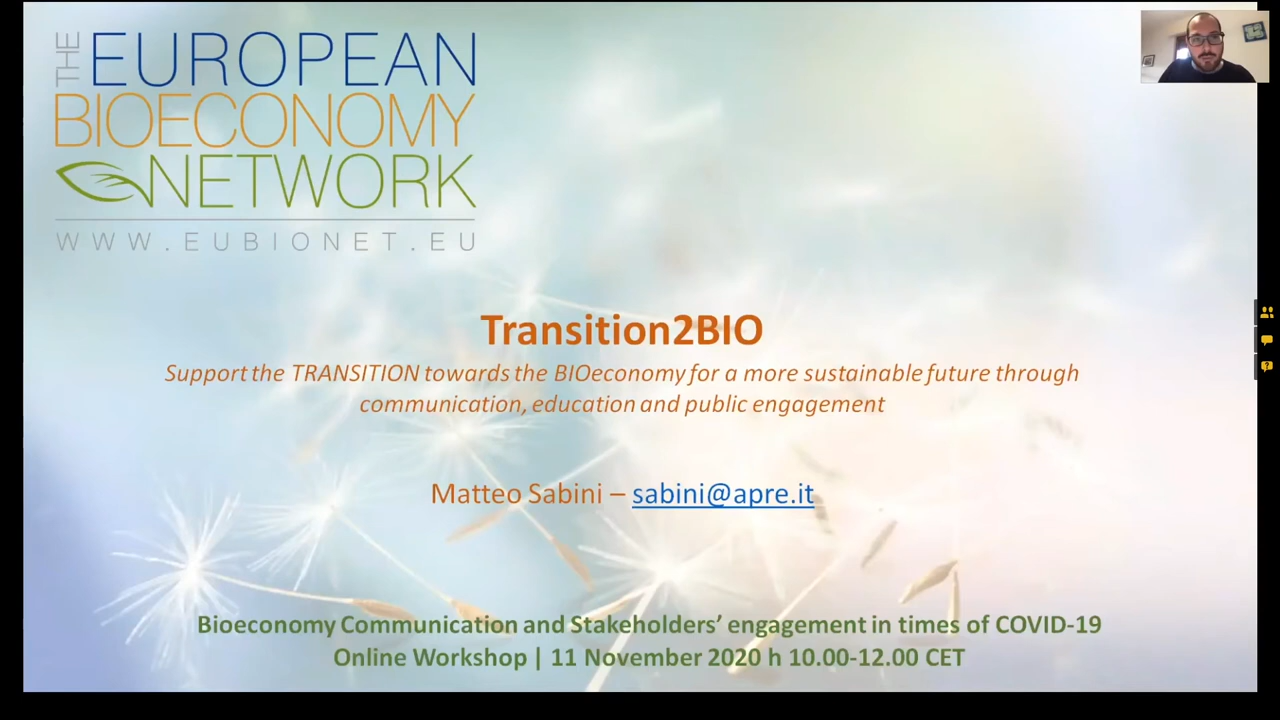 THE EUROPEAN
BIOECONOMY
NETWORK
WWW.EUBIONET.EU
Transition2BIO
Support the TRANSITION towards the BIOeconomy for a more sustainable future through
communication, education and public engagement
Matteo Sabini – sabini@apre.it
Bioeconomy Communication and Stakeholders’ engagement in times of COVID-19
Online Workshop | 11 November 2020 h 10.00-12.00 CET